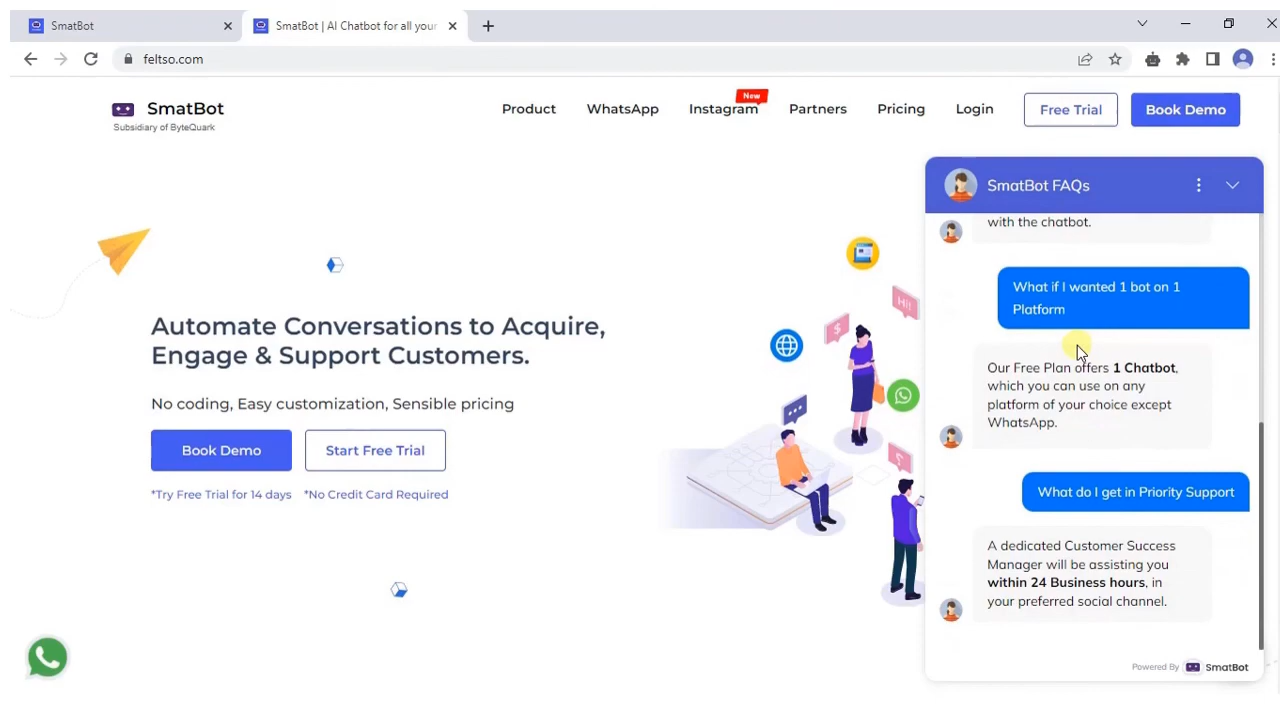 SmatBot
SmatBot | AI Chatbot for all your
feltso.com
SmatBot
Subsidiary of ByteQuark
Product
WhatsApp
Instagram
New
Partners
Pricing
Login
Free Trial
Book Demo
Automate Conversations to Acquire,
Engage & Support Customers.
No coding, Easy customization, Sensible pricing
Book Demo
Start Free Trial
*Try Free Trial for 14 days
*No Credit Card Required
Hi!
$
SmatBot FAQs
with the chatbot.
What if I wanted 1 bot on 1
Platform
Our Free Plan offers 1 Chatbot,
which you can use on any
platform of your choice except
WhatsApp.
What do I get in Priority Support
A dedicated Customer Success
Manager will be assisting you
within 24 Business hours, in
your preferred social channel.
Powered By SmatBot